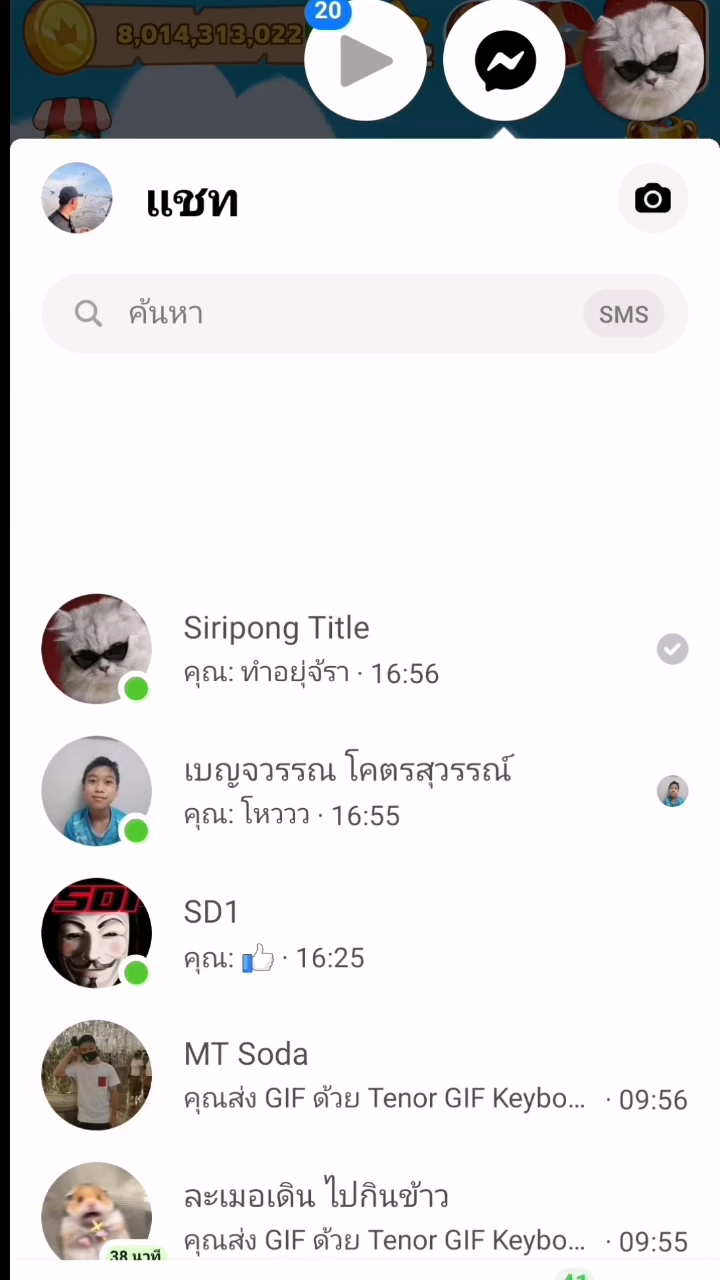 20
8,014,313,022
แชท
ค้นหา
SMS
Siripong Title
คุณ: ทำอยุ่จ้รา · 16:56
เบญจวรรณ โคตรสุวรรณ์
คุณ: โหววว · 16:55
SDI
SD1
คุณ: 👍 · 16:25
MT Soda
คุณส่ง GIF ด้วย Tenor GIF Keybo... · 09:56
ละเมอเดิน ไปกินข้าว
คุณส่ง GIF ด้วย Tenor GIF Keybo... · 09:55
38 นาที